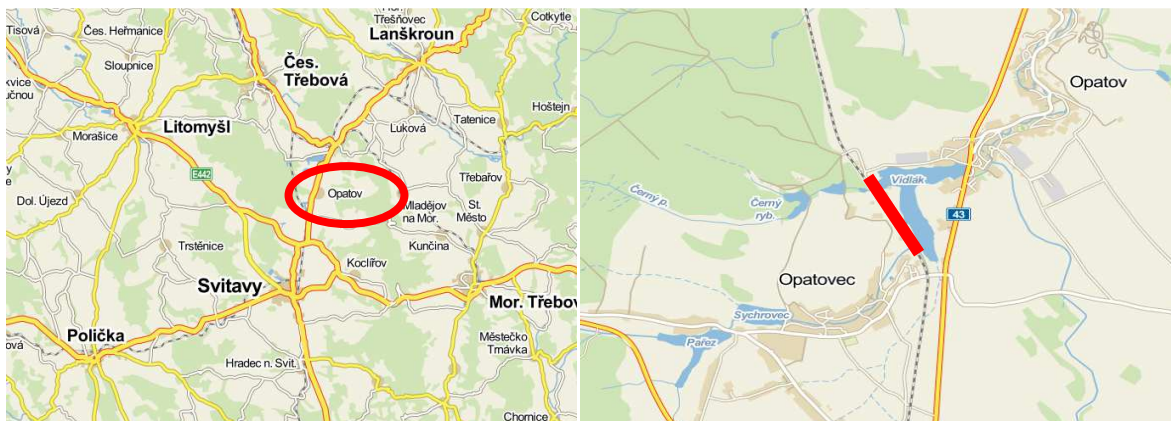 Třešňovec
Cotkytle
Tisová
Čes. Heřmanice
Lanškroun
Sloupnice
Čes.
Třebová
Hoštejn
Luková
Tatenice
Morašice
Litomyšl
E442
Opatov
Třebařov
Dol. Újezd
Mladějov
na Mor.
St.
Město
Trstěnice
Kunčina
Koclířov
Svitavy
Mor. Třebov
Polička
Městečko
Trnávka
Hradec n. Svit.
Chornice
43
Opatov
Vidlák
Černý p.
Černý
ryb.
43
Opatovec
Sychrovec
Pařez